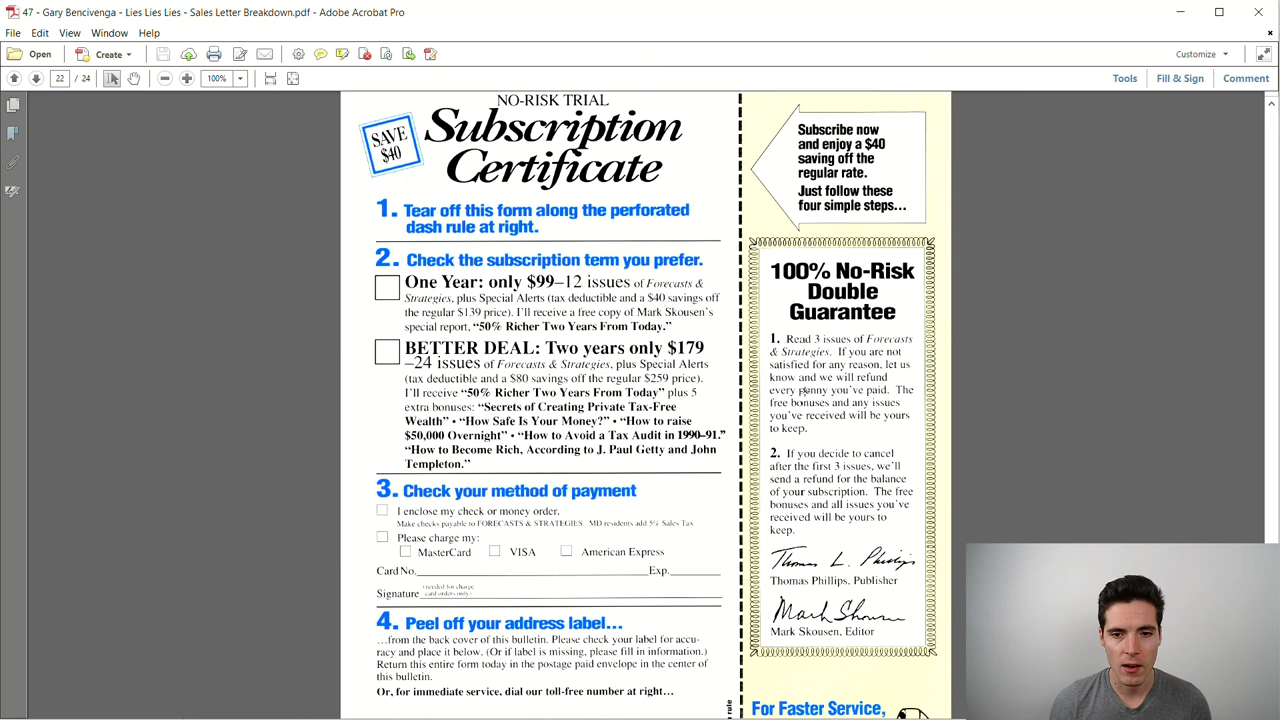 47 - Gary Bencivenga - Lies Lies Lies - Sales Letter Breakdown.pdf - Adobe Acrobat Pro
File Edit View Window Help
Open Create Customize
22 / 24 100% Tools Fill & Sign Comment
NO-RISK TRIAL
SAVE
$40
Subscription
Certificate
1. Tear off this form along the perforated
dash rule at right.
2. Check the subscription term you prefer.
One Year: only $99–12 issues of Forecasts &
Strategies, plus Special Alerts (tax deductible and a $40 savings off
the regular $139 price). I'll receive a free copy of Mark Skousen's
special report, “50% Richer Two Years From Today.”
BETTER DEAL: Two years only $179
–24 issues of Forecasts & Strategies, plus Special Alerts
(tax deductible and a $80 savings off the regular $259 price).
I'll receive “50% Richer Two Years From Today” plus 5
extra bonuses: “Secrets of Creating Private Tax-Free
Wealth” • “How Safe Is Your Money?” • “How to raise
$50,000 Overnight” • “How to Avoid a Tax Audit in 1990–91.”
“How to Become Rich, According to J. Paul Getty and John
Templeton.”
3. Check your method of payment
I enclose my check or money order.
Make checks payable to FORECASTS & STRATEGIES. MD residents add 5% Sales Tax
Please charge my:
MasterCard VISA American Express
Card No. Exp.
(needed for charge
card orders only)
Signature
4. Peel off your address label...
...from the back cover of this bulletin. Please check your label for accu-
racy and place it below. (Or if label is missing, please fill in information.)
Return this entire form today in the postage paid envelope in the center of
this bulletin.
Or, for immediate service, dial our toll-free number at right...
rule
Subscribe now
and enjoy a $40
saving off the
regular rate.
Just follow these
four simple steps...
100% No-Risk
Double
Guarantee
1. Read 3 issues of Forecasts
& Strategies. If you are not
satisfied for any reason, let us
know and we will refund
every penny you've paid. The
free bonuses and any issues
you've received will be yours
to keep.
2. If you decide to cancel
after the first 3 issues, we'll
send a refund for the balance
of your subscription. The free
bonuses and all issues you've
received will be yours to
keep.
Thomas L. Phillips
Thomas Phillips, Publisher
Mark Skousen
Mark Skousen, Editor
For Faster Service,